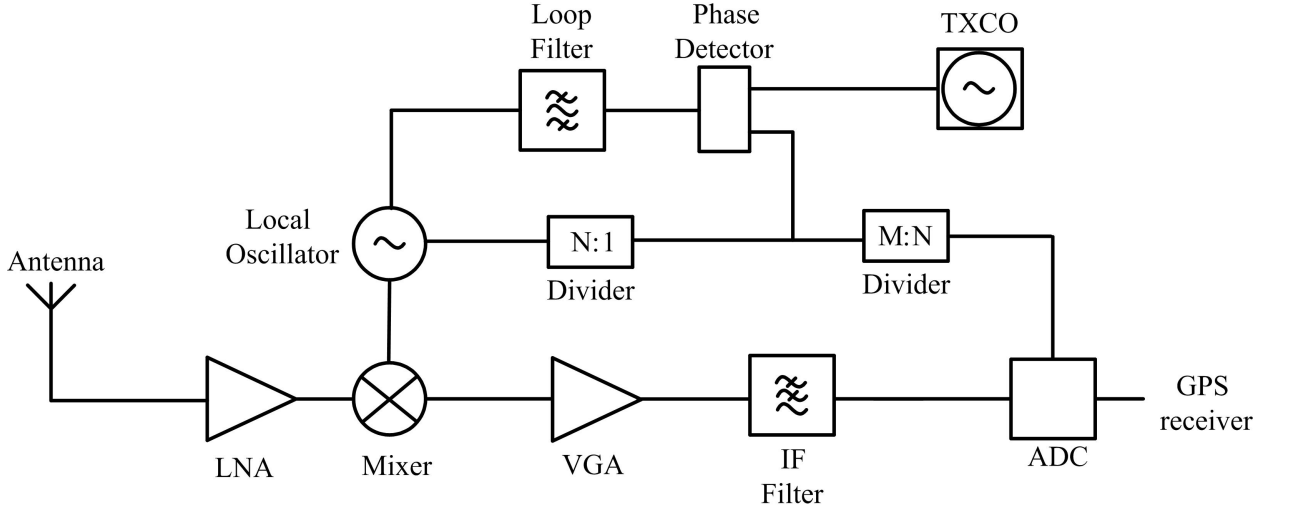 Loop
Filter
Phase
Detector
TXCO
Local
Oscillator
N:1
Divider
M:N
Divider
Antenna
LNA
Mixer
VGA
IF
Filter
ADC
GPS
receiver